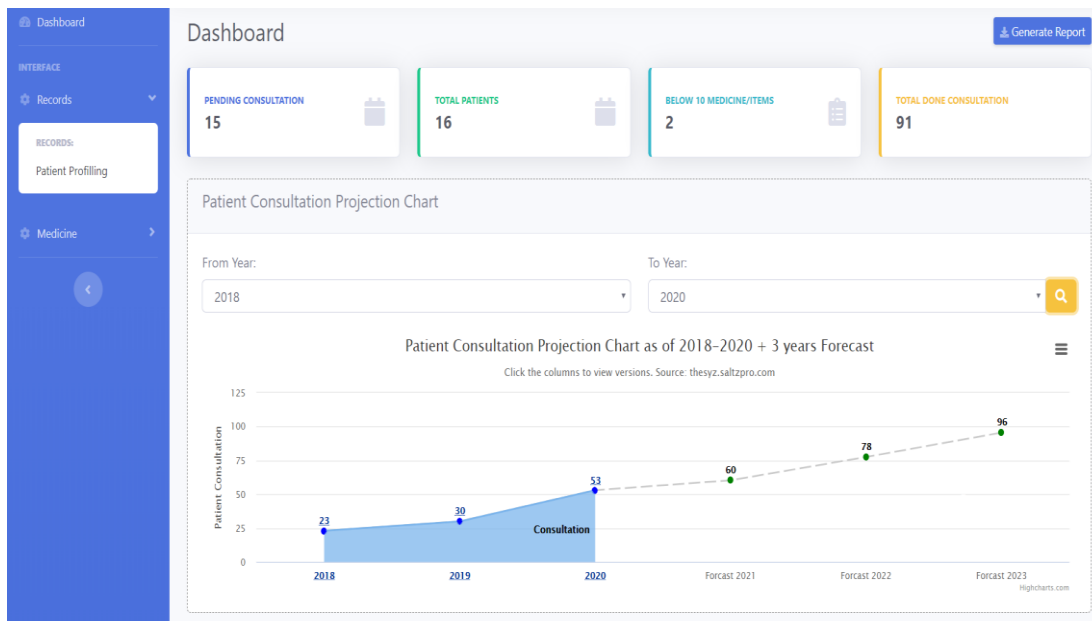 Dashboard
INTERFACE
Records
RECORDS:
Patient Profilling
Medicine
Dashboard
Generate Report
PENDING CONSULTATION
15
TOTAL PATIENTS
16
BELOW 10 MEDICINE/ITEMS
2
TOTAL DONE CONSULTATION
91
Patient Consultation Projection Chart
From Year:
2018
To Year:
2020
Patient Consultation Projection Chart as of 2018-2020 + 3 years Forecast
Click the columns to view versions. Source: thesyz.saltzpro.com
Patient Consultation
125
100
75
50
25
0
23
30
53
60
78
96
Consultation
2018
2019
2020
Forcast 2021
Forcast 2022
Forcast 2023
Highcharts.com